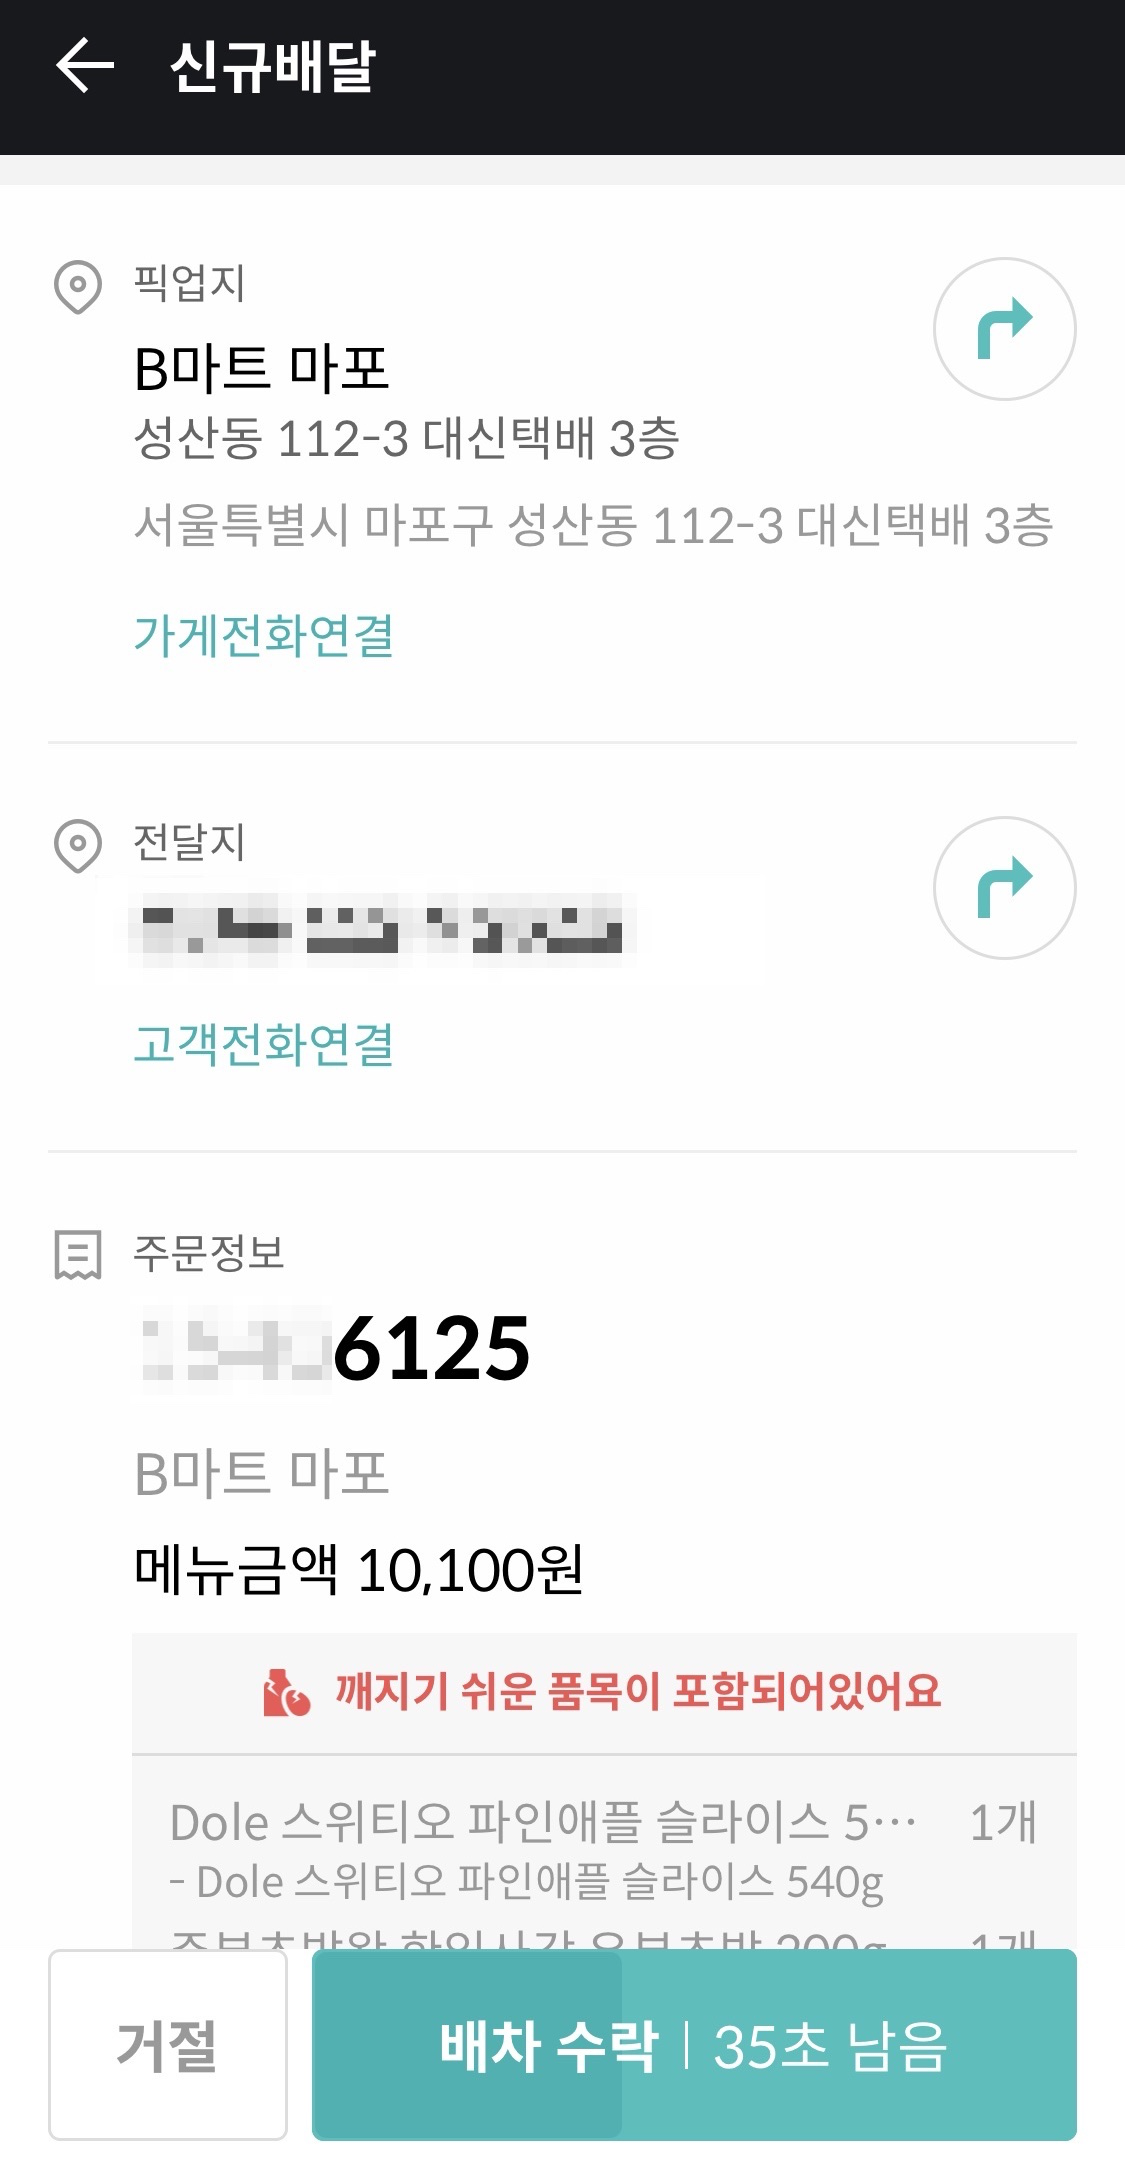 신규배달
픽업지
B마트 마포
성산동 112-3 대신택배 3층
서울특별시 마포구 성산동 112-3 대신택배 3층
가게전화연결
전달지
고객전화연결
주문정보
6125
B마트 마포
메뉴금액 10,100원
깨지기 쉬운 품목이 포함되어있어요
Dole 스위티오 파인애플 슬라이스 5… 1개
- Dole 스위티오 파인애플 슬라이스 540g
거절
배차 수락 | 35초 남음